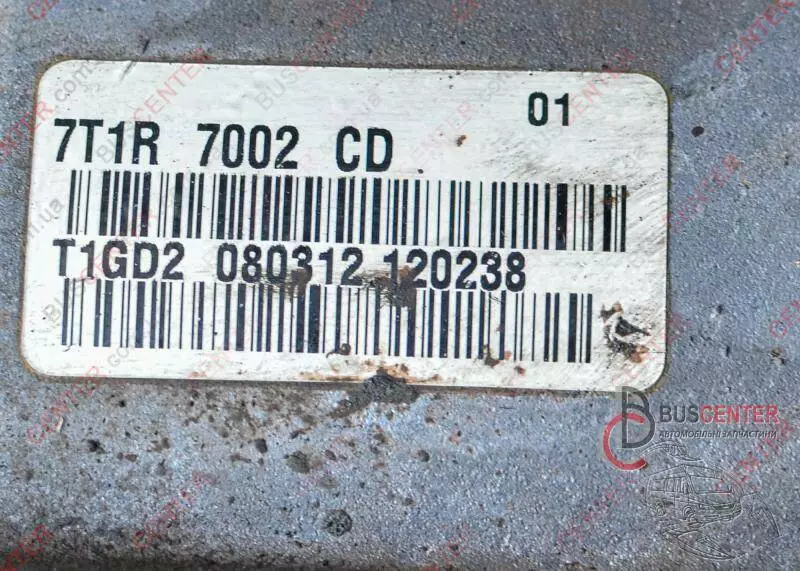 01
7T1R 7002 CD
T1GD2 080312 120238
BUSCENTER
АВТОМОБІЛЬНІ ЗАПЧАСТИНИ